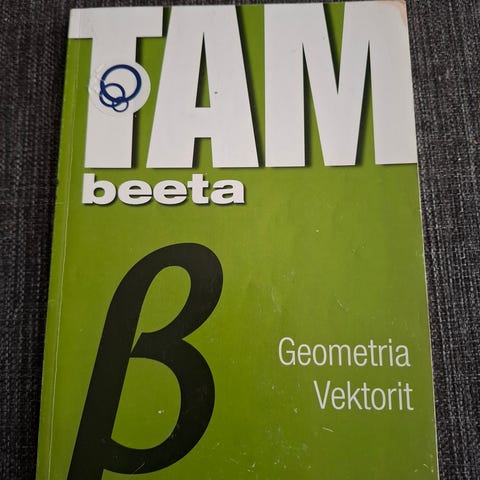 TAM
beeta
β
Geometria
Vektorit